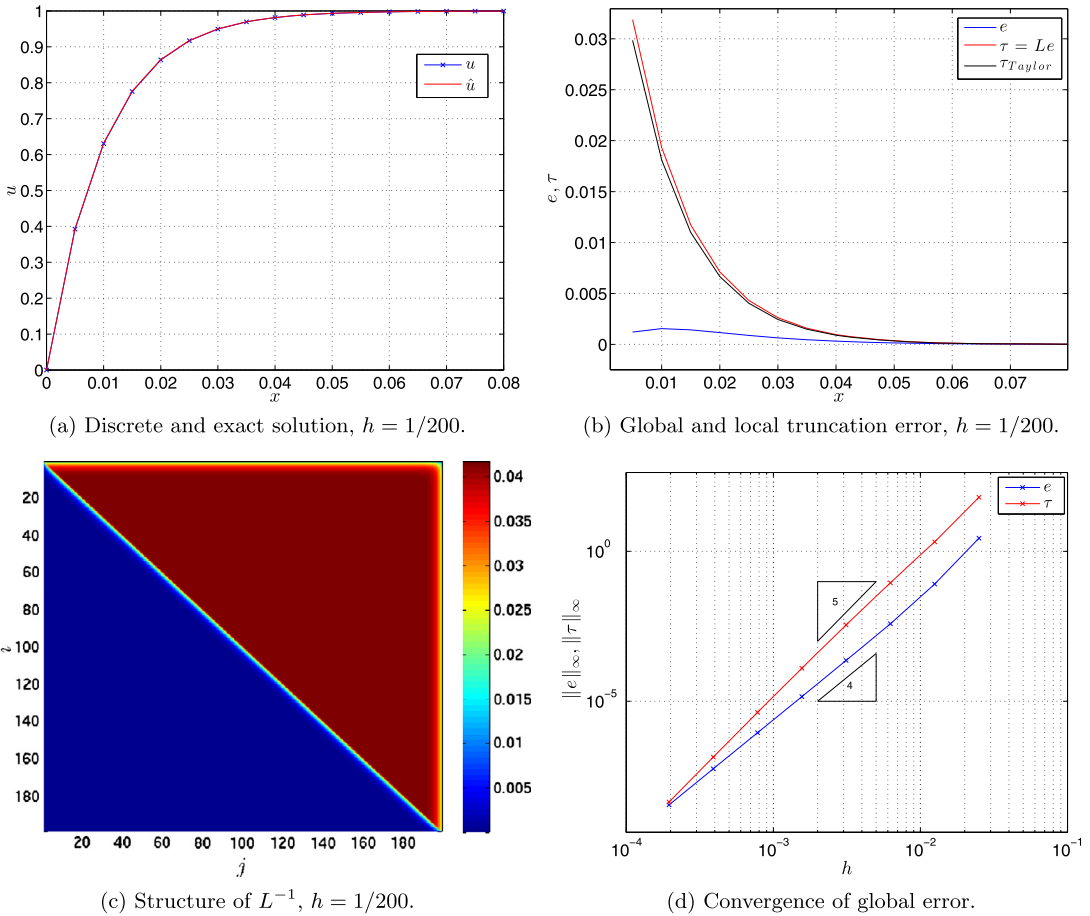 1
0.9
0.8
0.7
0.6
0.5
0.4
0.3
0.2
0.1
0
u
u
û
0 0.01 0.02 0.03 0.04 0.05 0.06 0.07 0.08
x
(a) Discrete and exact solution, h = 1/200.
0.03
0.025
0.02
0.015
0.01
0.005
0
e, τ
e
τ = Le
τ_Taylor
0.01 0.02 0.03 0.04 0.05 0.06 0.07
x
(b) Global and local truncation error, h = 1/200.
20
40
60
80
100
120
140
160
180
i
20 40 60 80 100 120 140 160 180
j
0.04
0.035
0.03
0.025
0.02
0.015
0.01
0.005
(c) Structure of L⁻¹, h = 1/200.
10⁰
10⁻⁵
‖e‖∞, ‖τ‖∞
e
τ
5
4
10⁻⁴ 10⁻³ 10⁻² 10⁻¹
h
(d) Convergence of global error.